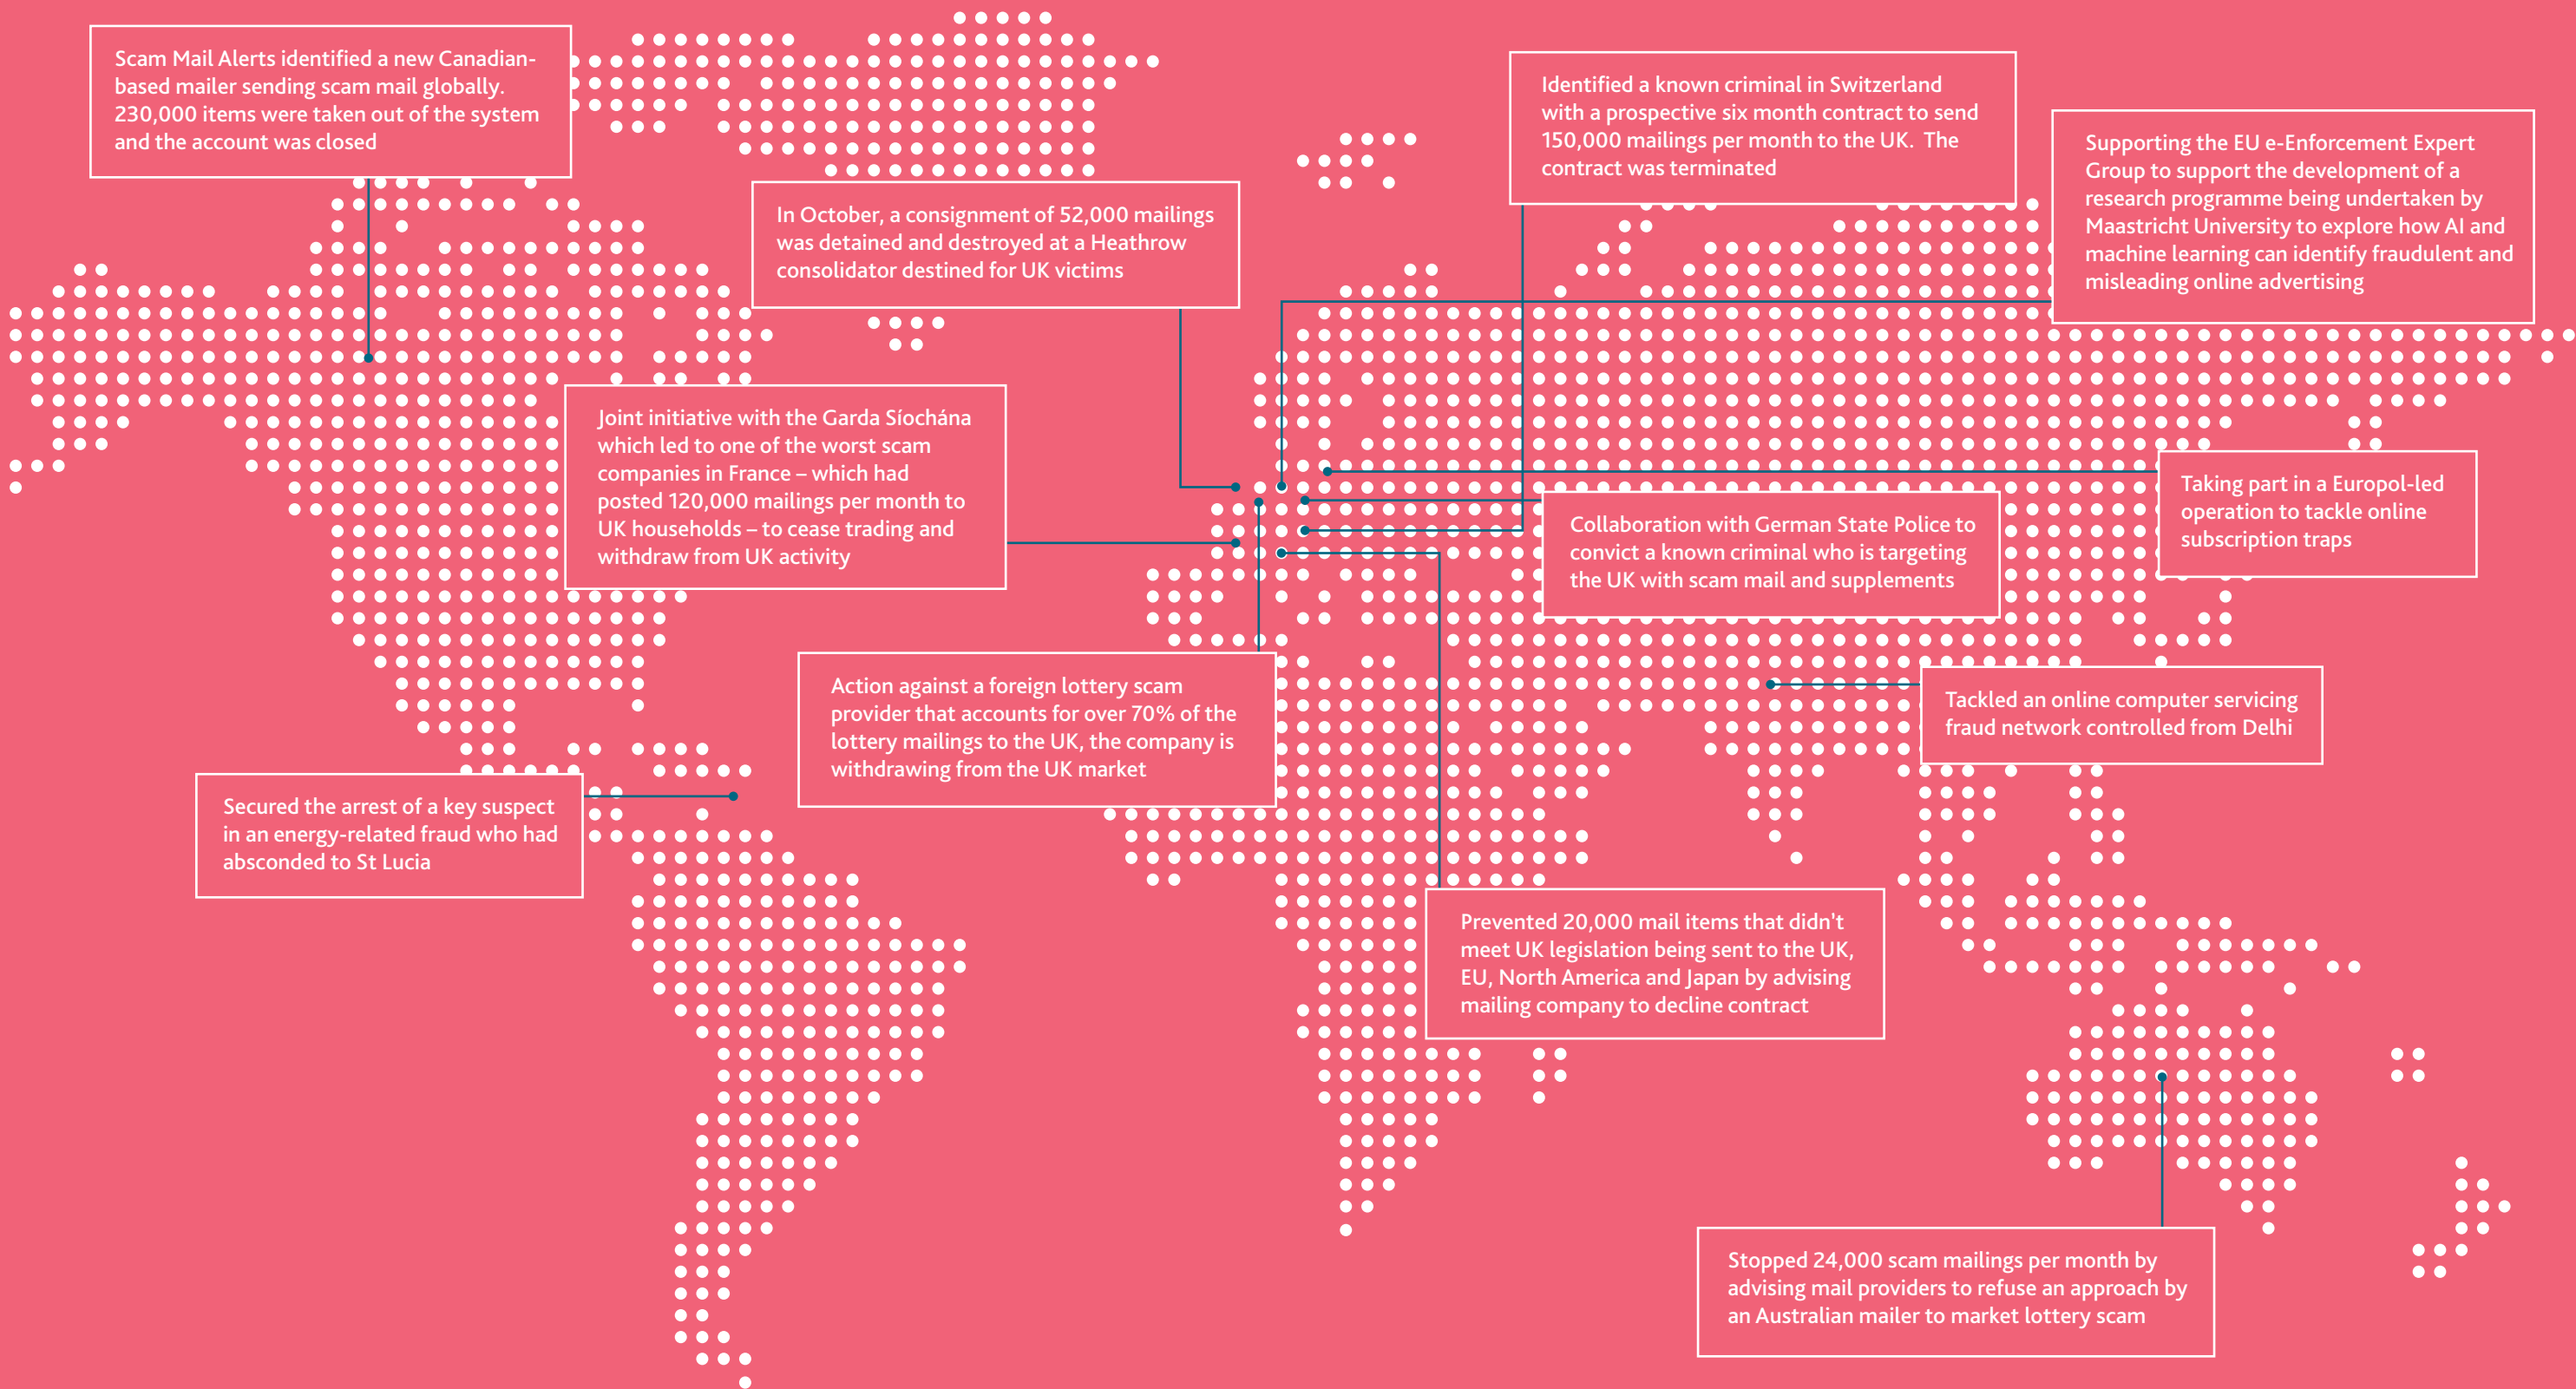 Scam Mail Alerts identified a new Canadian-
based mailer sending scam mail globally.
230,000 items were taken out of the system
and the account was closed
In October, a consignment of 52,000 mailings
was detained and destroyed at a Heathrow
consolidator destined for UK victims
Identified a known criminal in Switzerland
with a prospective six month contract to send
150,000 mailings per month to the UK. The
contract was terminated
Supporting the EU e-Enforcement Expert
Group to support the development of a
research programme being undertaken by
Maastricht University to explore how AI and
machine learning can identify fraudulent and
misleading online advertising
Joint initiative with the Garda Síochána
which led to one of the worst scam
companies in France – which had
posted 120,000 mailings per month to
UK households – to cease trading and
withdraw from UK activity
Collaboration with German State Police to
convict a known criminal who is targeting
the UK with scam mail and supplements
Taking part in a Europol-led
operation to tackle online
subscription traps
Action against a foreign lottery scam
provider that accounts for over 70% of the
lottery mailings to the UK, the company is
withdrawing from the UK market
Tackled an online computer servicing
fraud network controlled from Delhi
Secured the arrest of a key suspect
in an energy-related fraud who had
absconded to St Lucia
Prevented 20,000 mail items that didn't
meet UK legislation being sent to the UK,
EU, North America and Japan by advising
mailing company to decline contract
Stopped 24,000 scam mailings per month by
advising mail providers to refuse an approach by
an Australian mailer to market lottery scam